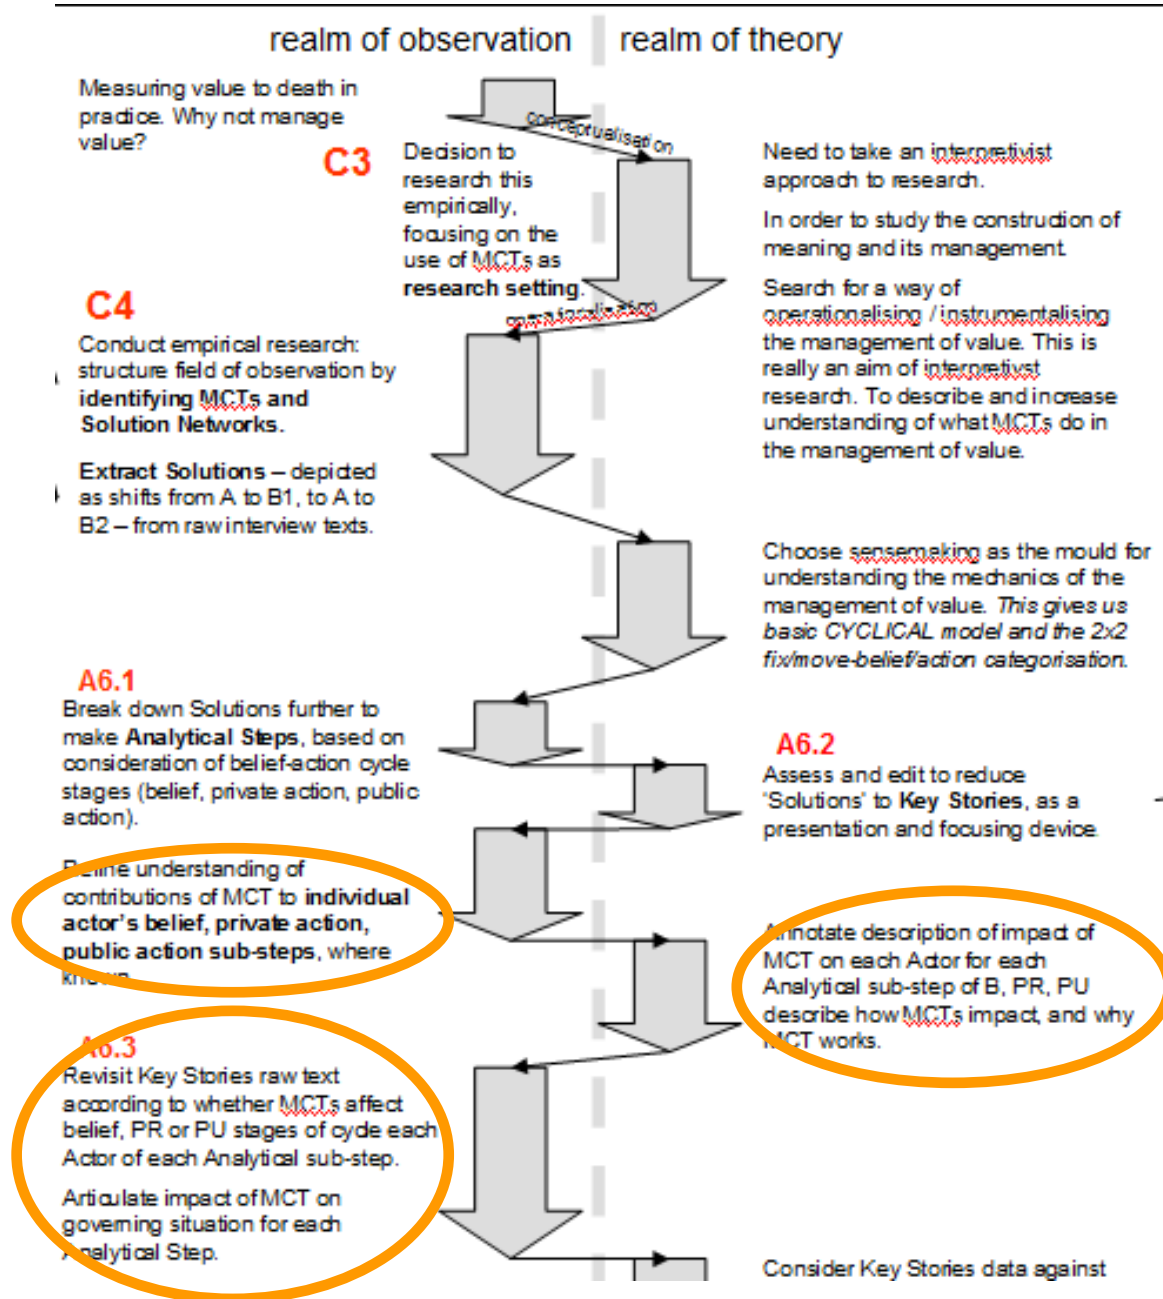 realm of observation
realm of theory
Measuring value to death in
practice. Why not manage
value?
conceptualisation
C3
Decision to
research this
empirically,
focusing on the
use of MCTs as
research setting.
Need to take an interpretivist
approach to research.
In order to study the construction of
meaning and its management.
Search for a way of
operationalising / instrumentalising
the management of value. This is
really an aim of interpretivst
research. To describe and increase
understanding of what MCTs do in
the management of value.
operationalisation
C4
Conduct empirical research:
structure field of observation by
identifying MCTs and
Solution Networks.
Extract Solutions – depicted
as shifts from A to B1, to A to
B2 – from raw interview texts.
Choose sensemaking as the mould for
understanding the mechanics of the
management of value. This gives us
basic CYCLICAL model and the 2x2
fix/move-belief/action categorisation.
A6.1
Break down Solutions further to
make Analytical Steps, based on
consideration of belief-action cycle
stages (belief, private action, public
action).
A6.2
Assess and edit to reduce
'Solutions' to Key Stories, as a
presentation and focusing device.
Refine understanding of
contributions of MCT to individual
actor's belief, private action,
public action sub-steps, where
known.
Annotate description of impact of
MCT on each Actor for each
Analytical sub-step of B, PR, PU
describe how MCTs impact, and why
MCT works.
A6.3
Revisit Key Stories raw text
according to whether MCTs affect
belief, PR or PU stages of cycle each
Actor of each Analytical sub-step.
Articulate impact of MCT on
governing situation for each
Analytical Step.
Consider Key Stories data against